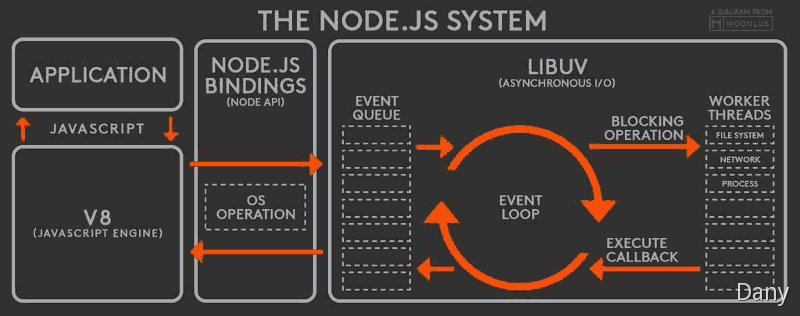 THE NODE.JS SYSTEM
A DIAGRAM FROM
MODULUS
APPLICATION
JAVASCRIPT
V8
(JAVASCRIPT ENGINE)
NODE.JS
BINDINGS
(NODE API)
OS
OPERATION
LIBUV
(ASYNCHRONOUS I/O)
EVENT
QUEUE
EVENT
LOOP
BLOCKING
OPERATION
EXECUTE
CALLBACK
WORKER
THREADS
FILE SYSTEM
NETWORK
PROCESS
Dany